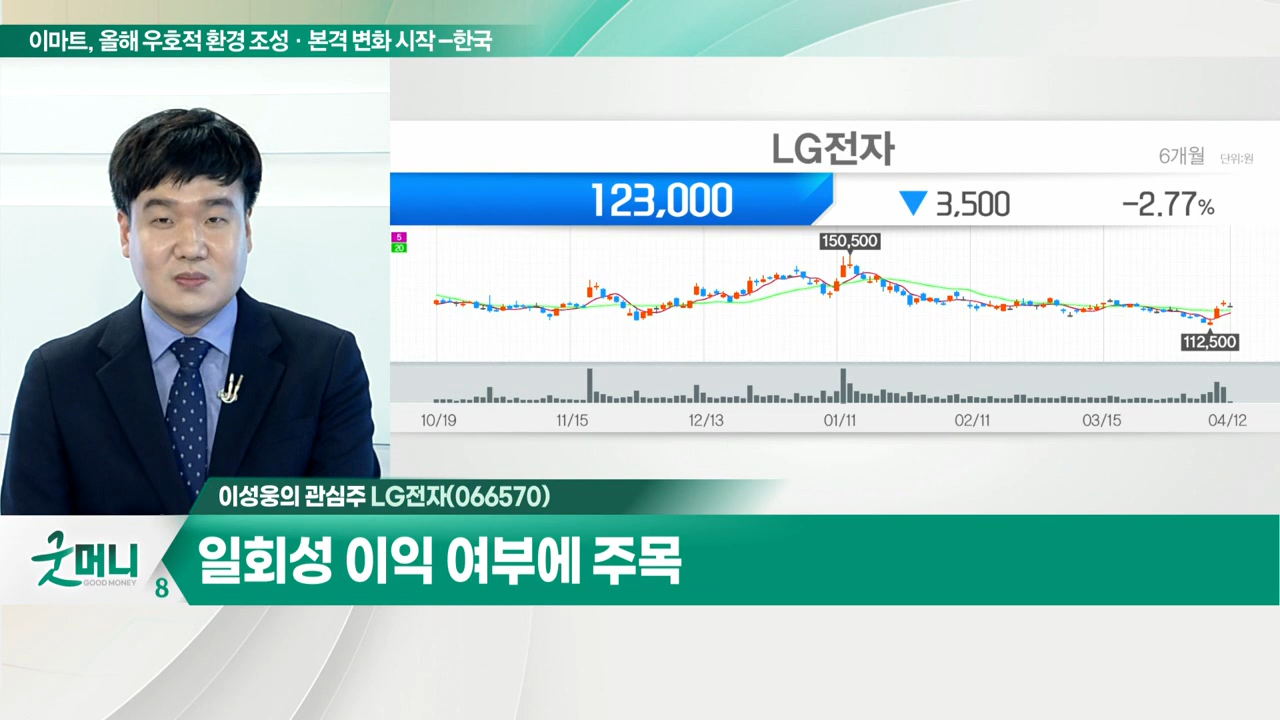 이마트, 올해 우호적 환경 조성 · 본격 변화 시작 –한국
LG전자
6개월 단위:원
123,000 ▼ 3,500 -2.77%
5
20
150,500
112,500
10/19 11/15 12/13 01/11 02/11 03/15 04/12
이성웅의 관심주 LG전자(066570)
굿머니
GOOD MONEY
8
일회성 이익 여부에 주목